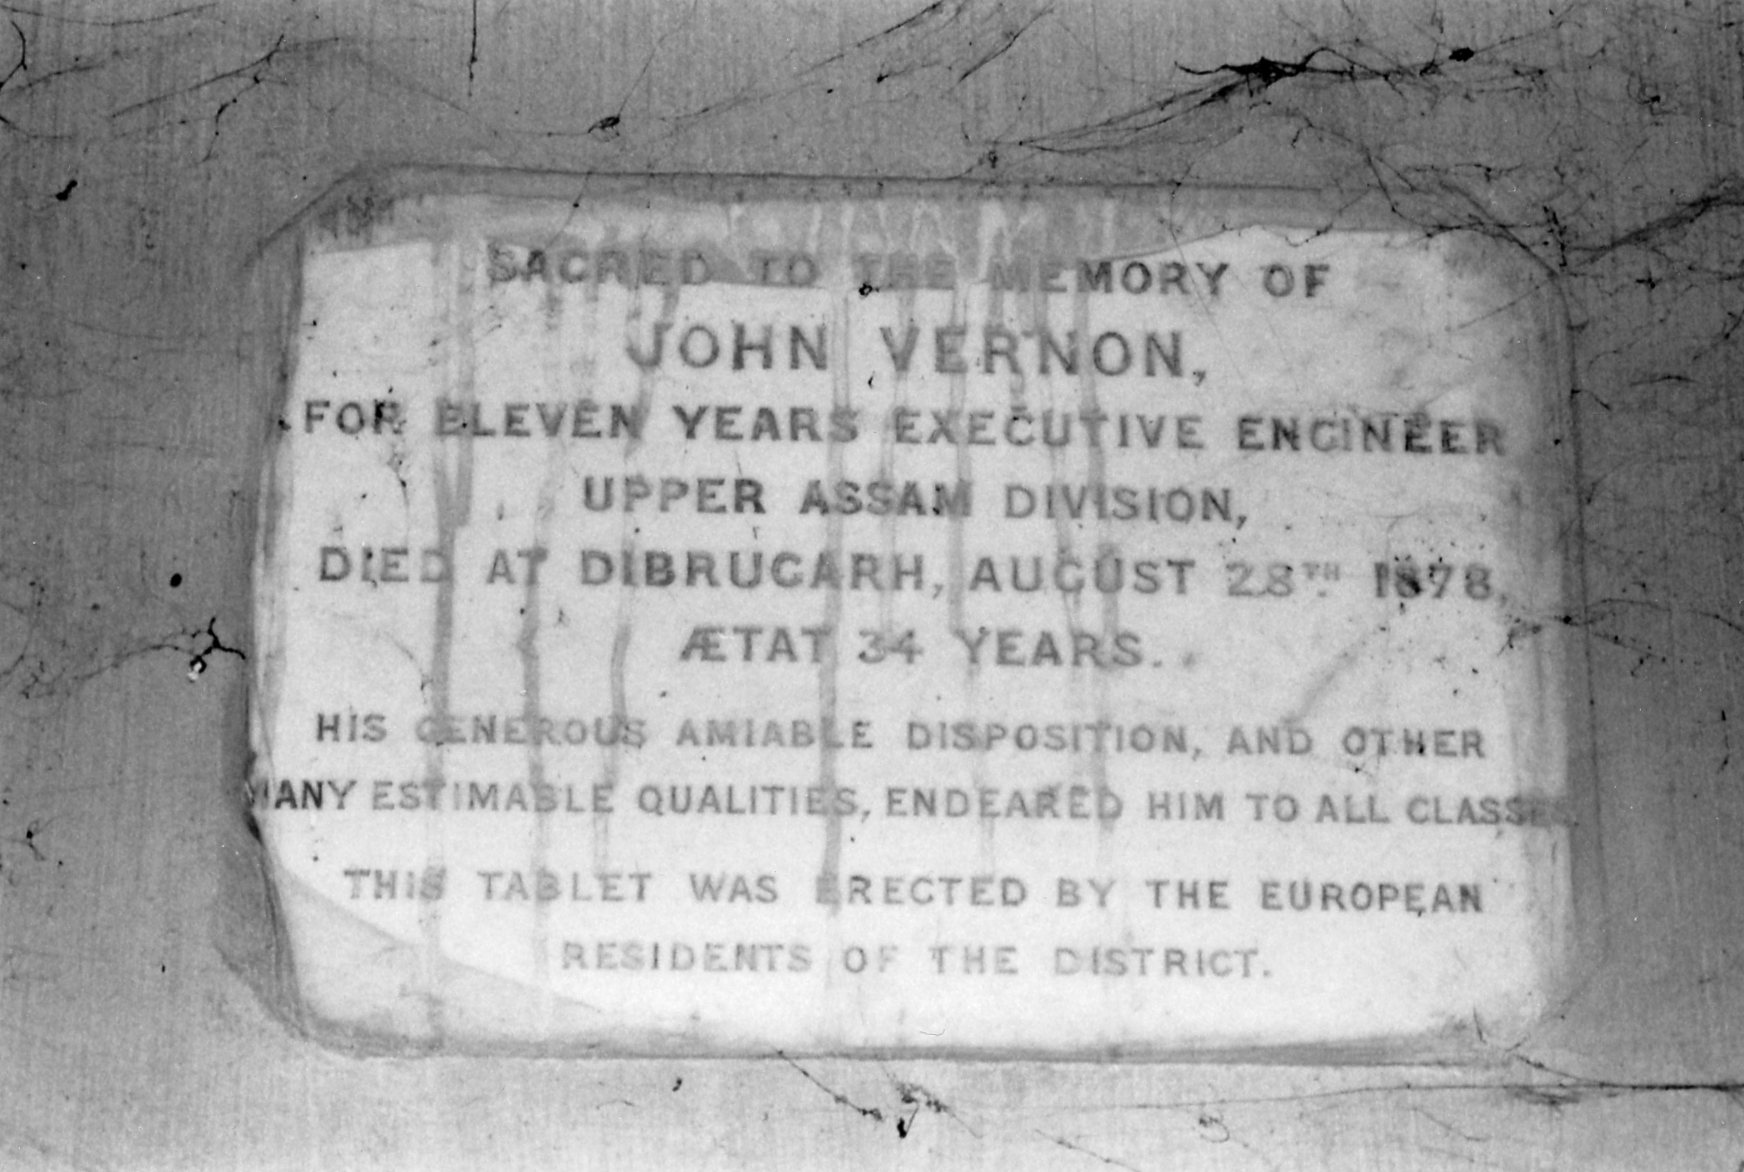 SACRED TO THE MEMORY OF
JOHN VERNON,
FOR ELEVEN YEARS EXECUTIVE ENGINEER
UPPER ASSAM DIVISION,
DIED AT DIBRUGARH, AUGUST 28TH 1878,
ÆTAT 34 YEARS.
HIS GENEROUS AMIABLE DISPOSITION, AND OTHER
MANY ESTIMABLE QUALITIES, ENDEARED HIM TO ALL CLASSES.
THIS TABLET WAS ERECTED BY THE EUROPEAN
RESIDENTS OF THE DISTRICT.